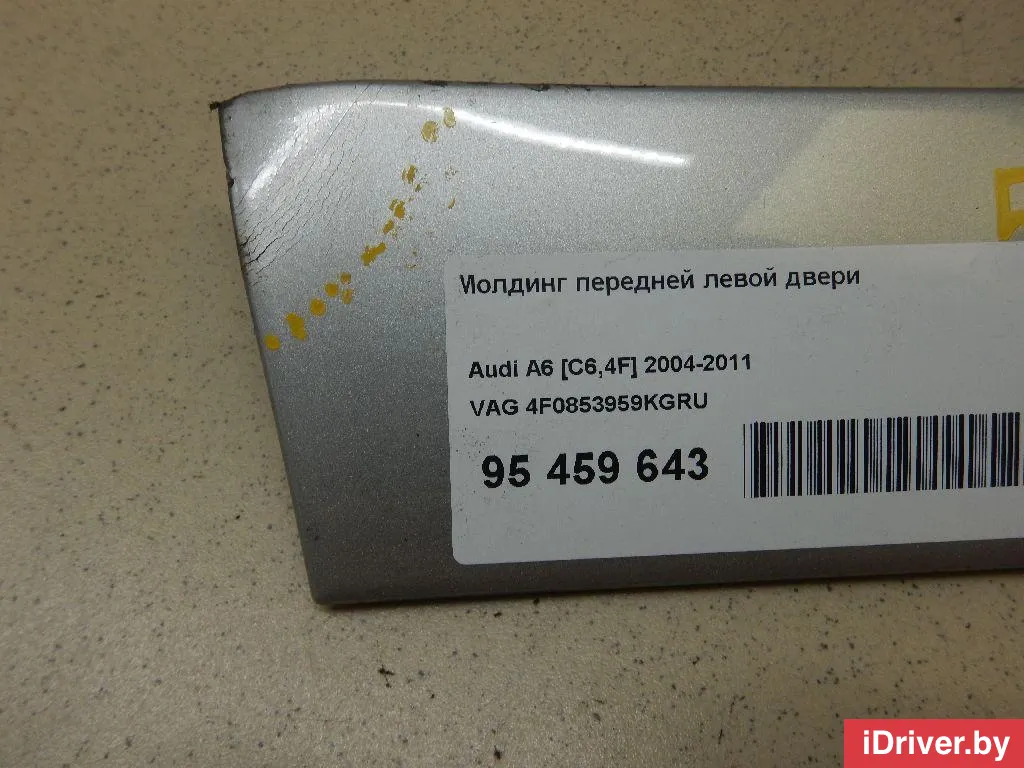 Молдинг передней левой двери
Audi A6 [C6,4F] 2004-2011
VAG 4F0853959KGRU
95 459 643
iDriver.by